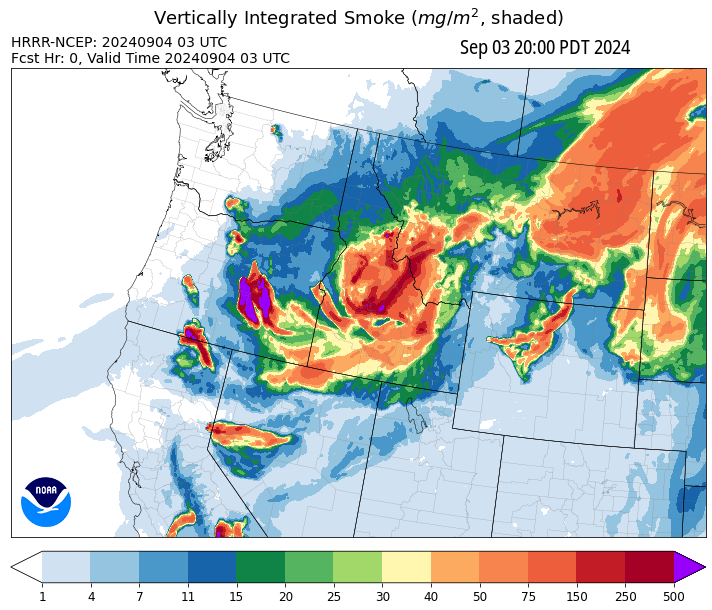 Vertically Integrated Smoke (mg/m², shaded)
HRRR-NCEP: 20240904 03 UTC
Fcst Hr: 0, Valid Time 20240904 03 UTC
Sep 03 20:00 PDT 2024
NOAA
1 4 7 11 15 20 25 30 40 50 75 150 250 500